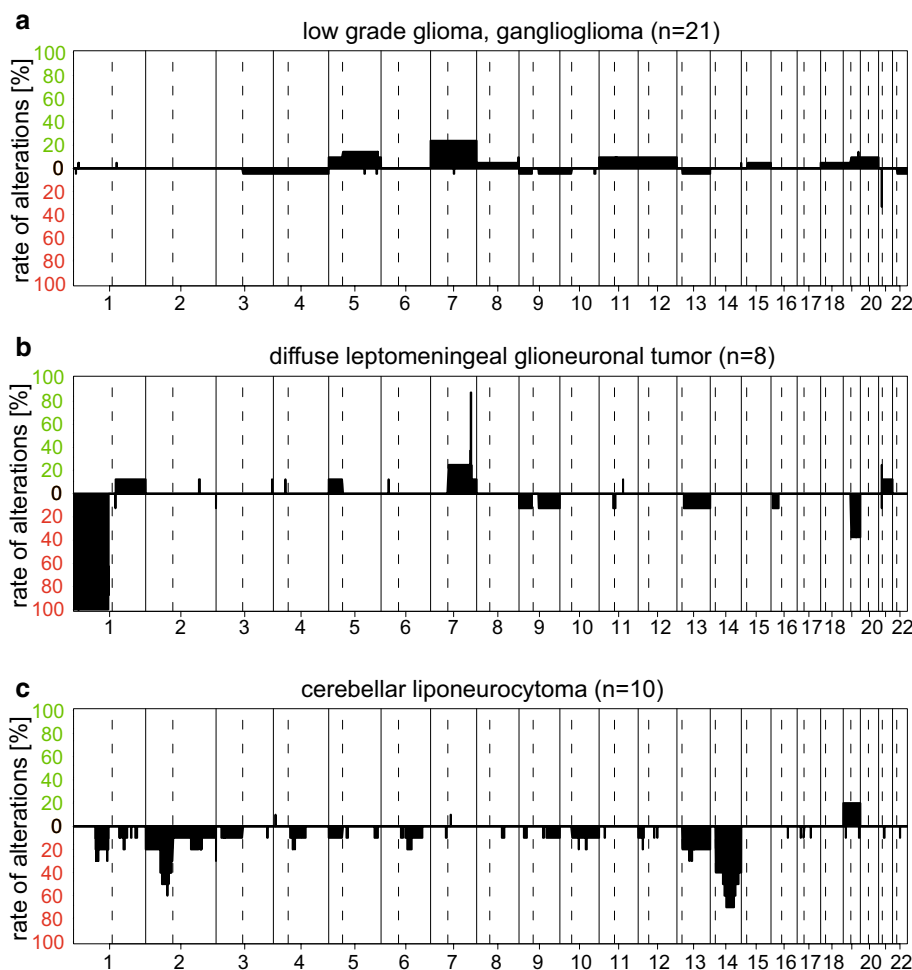 a
low grade glioma, ganglioglioma (n=21)
rate of alterations [%]
100
80
60
40
20
0
20
40
60
80
100
1 2 3 4 5 6 7 8 9 10 11 12 13 14 15 16 17 18 20 22
b
diffuse leptomeningeal glioneuronal tumor (n=8)
rate of alterations [%]
100
80
60
40
20
0
20
40
60
80
100
1 2 3 4 5 6 7 8 9 10 11 12 13 14 15 16 17 18 20 22
c
cerebellar liponeurocytoma (n=10)
rate of alterations [%]
100
80
60
40
20
0
20
40
60
80
100
1 2 3 4 5 6 7 8 9 10 11 12 13 14 15 16 17 18 20 22